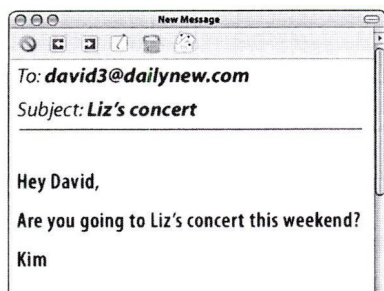 New Message
To: david3@dailynew.com
Subject: Liz's concert
Hey David,
Are you going to Liz's concert this weekend?
Kim